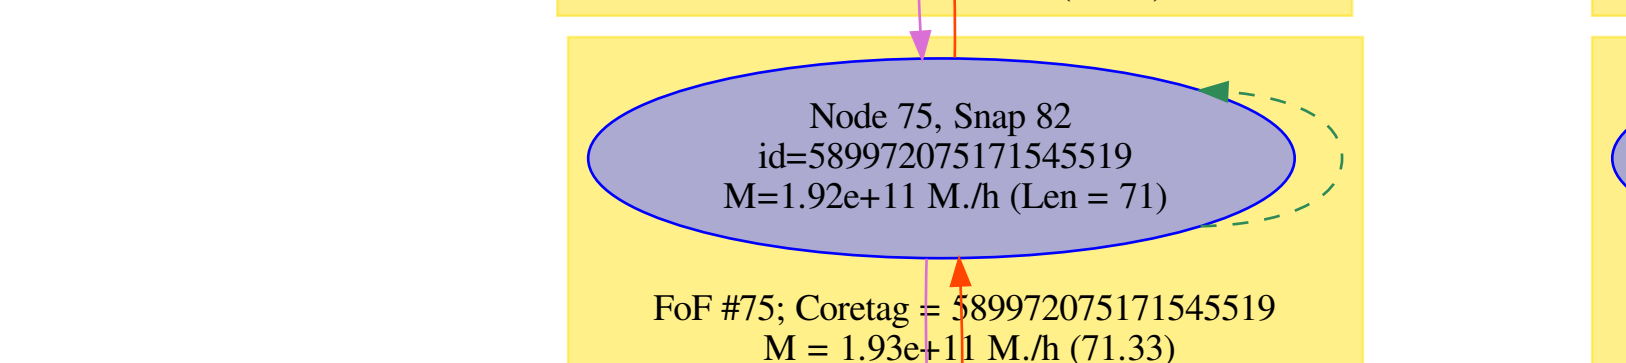 Node 75, Snap 82
id=589972075171545519
M=1.92e+11 M./h (Len = 71)
FoF #75; Coretag = 589972075171545519
M = 1.93e+11 M./h (71.33)